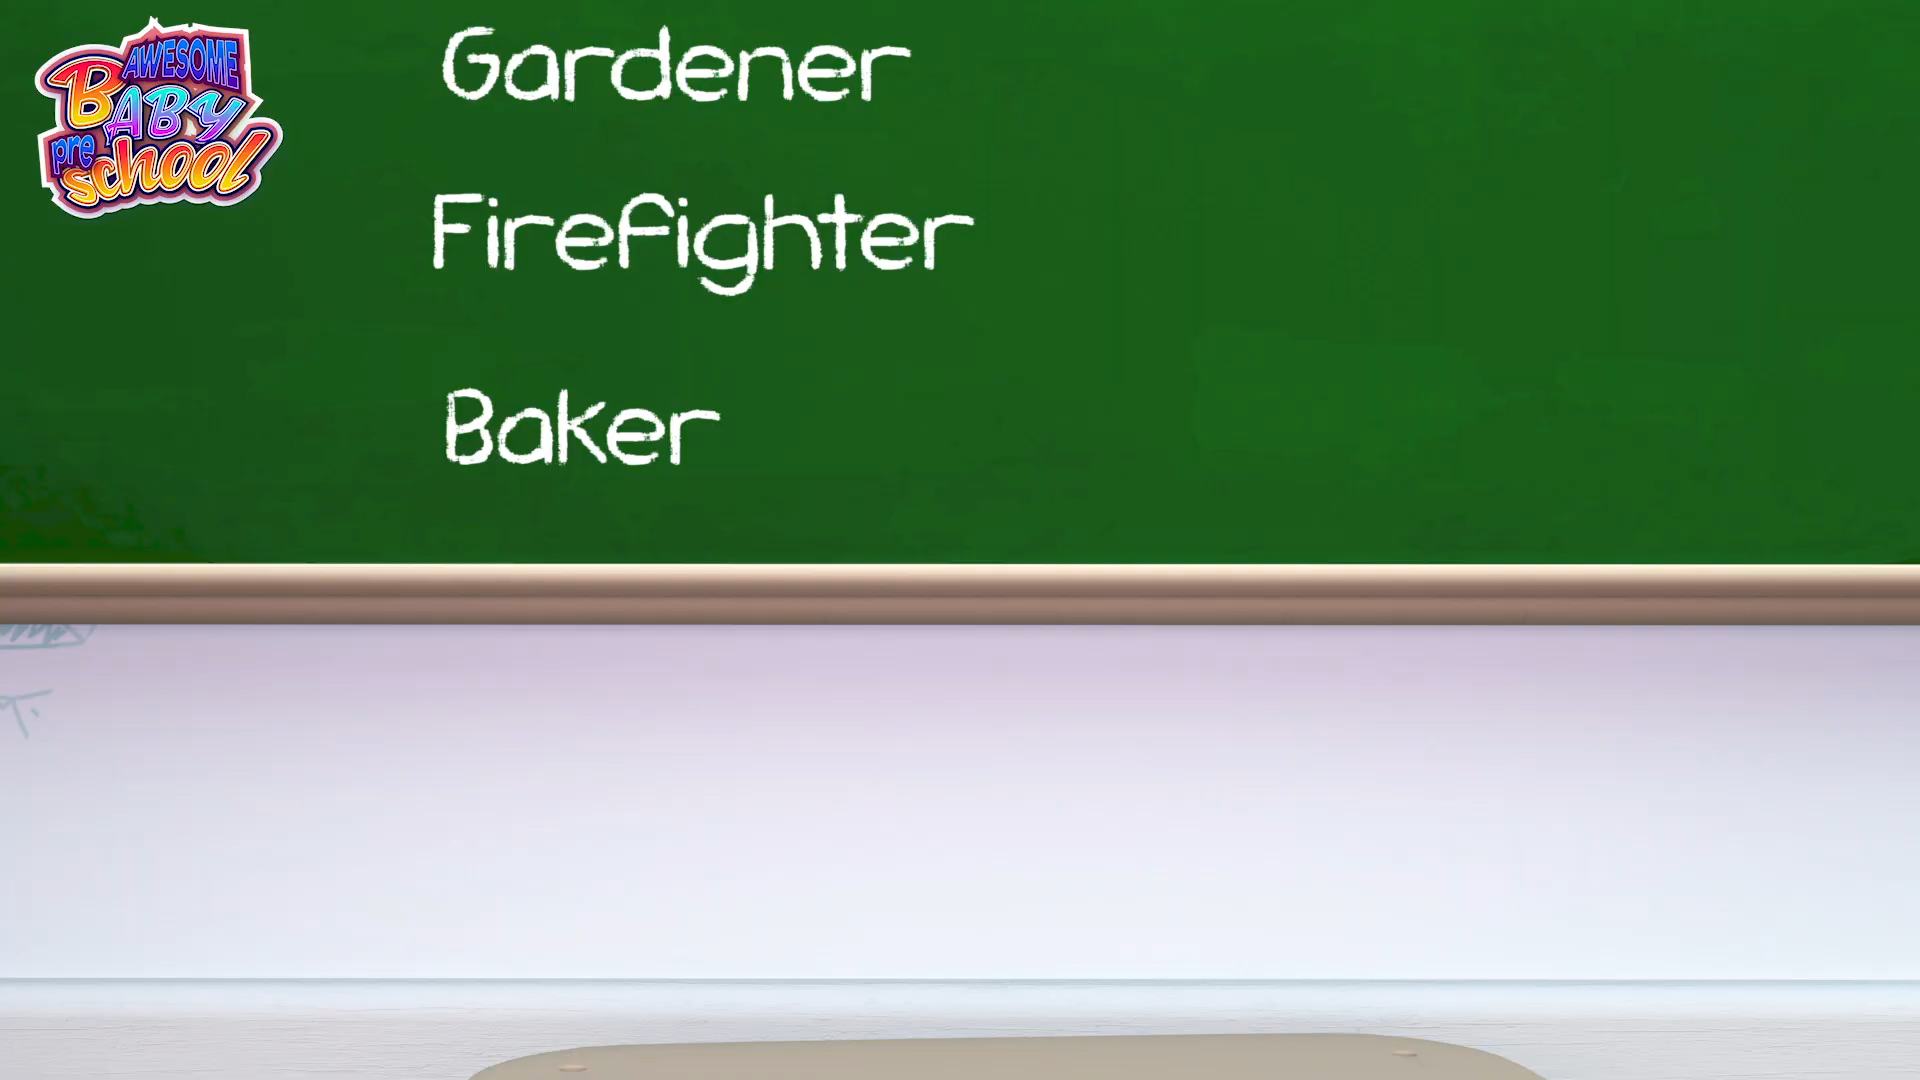 AWESOME
BABY
pre
school
Gardener
Firefighter
Baker